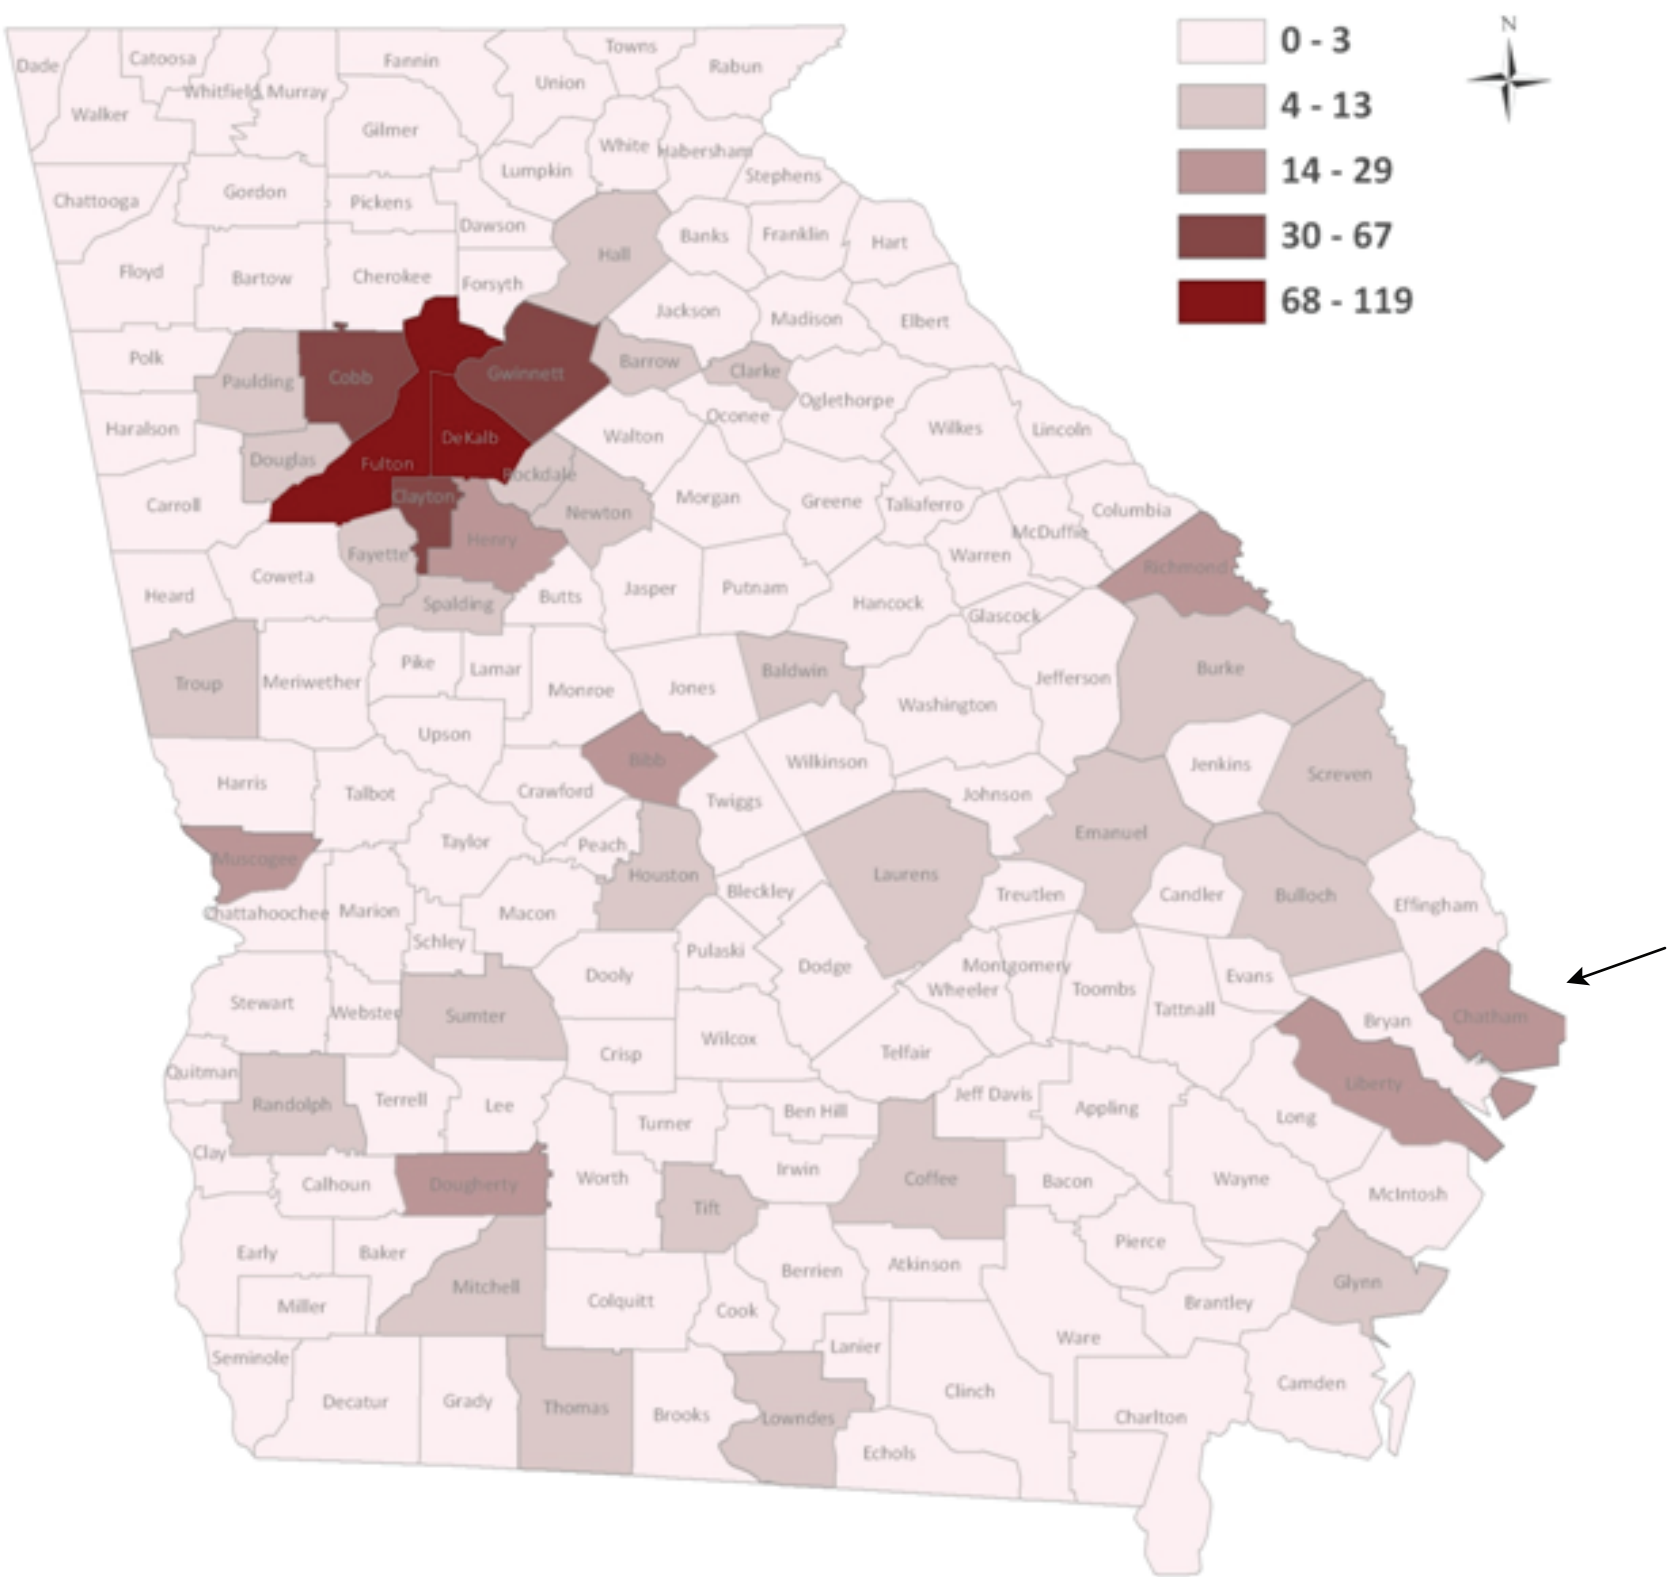 N
0 - 3
4 - 13
14 - 29
30 - 67
68 - 119
Dade
Catoosa
Whitfield
Murray
Fannin
Union
Towns
Rabun
Walker
Gilmer
White
Habersham
Lumpkin
Stephens
Chattooga
Gordon
Pickens
Dawson
Banks
Franklin
Hart
Hall
Floyd
Bartow
Cherokee
Forsyth
Jackson
Madison
Elbert
Polk
Paulding
Cobb
Gwinnett
Barrow
Clarke
Oglethorpe
Oconee
Haralson
Walton
Wilkes
Lincoln
Douglas
Fulton
DeKalb
Rockdale
Carroll
Clayton
Newton
Morgan
Greene
Taliaferro
McDuffie
Columbia
Fayette
Henry
Warren
Richmond
Heard
Coweta
Spalding
Butts
Jasper
Putnam
Hancock
Glascock
Troup
Meriwether
Pike
Lamar
Monroe
Jones
Baldwin
Washington
Jefferson
Burke
Upson
Bibb
Wilkinson
Jenkins
Screven
Harris
Talbot
Crawford
Twiggs
Johnson
Emanuel
Muscogee
Taylor
Peach
Houston
Laurens
Bleckley
Treutlen
Candler
Bulloch
Effingham
Chattahoochee
Marion
Macon
Schley
Pulaski
Dodge
Montgomery
Wheeler
Toombs
Evans
Tattnall
Dooly
Stewart
Webster
Sumter
Crisp
Wilcox
Telfair
Bryan
Chatham
Liberty
Quitman
Randolph
Terrell
Lee
Turner
Ben Hill
Jeff Davis
Appling
Long
Clay
Calhoun
Dougherty
Worth
Tift
Irwin
Coffee
Bacon
Wayne
McIntosh
Early
Baker
Mitchell
Miller
Colquitt
Cook
Berrien
Atkinson
Pierce
Brantley
Glynn
Seminole
Decatur
Grady
Thomas
Brooks
Lowndes
Lanier
Echols
Clinch
Ware
Charlton
Camden